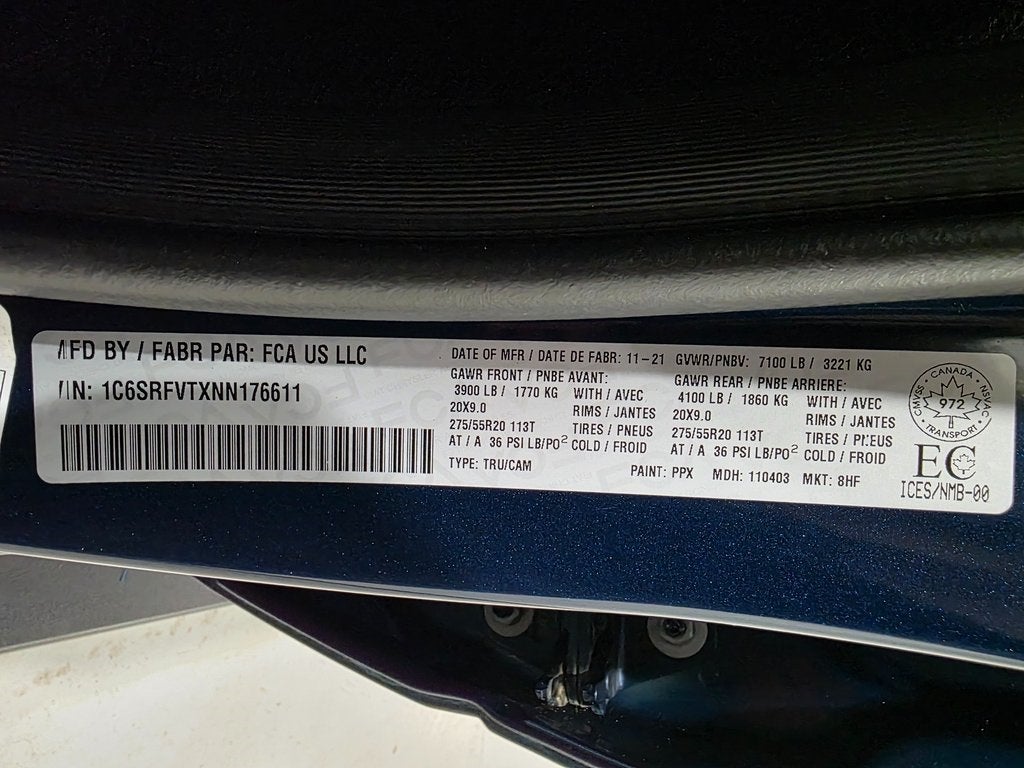 MFD BY / FABR PAR: FCA US LLC
VIN: 1C6SRFVTXNN176611
DATE OF MFR / DATE DE FABR: 11-21 GVWR/PNBV: 7100 LB / 3221 KG
GAWR FRONT / PNBE AVANT:
3900 LB / 1770 KG WITH / AVEC
20X9.0 RIMS / JANTES
275/55R20 113T TIRES / PNEUS
AT / A 36 PSI LB/PO² COLD / FROID
GAWR REAR / PNBE ARRIERE:
4100 LB / 1860 KG WITH / AVEC
20X9.0 RIMS / JANTES
275/55R20 113T TIRES / PNEUS
AT / A 36 PSI LB/PO² COLD / FROID
TYPE: TRU/CAM PAINT: PPX MDH: 110403 MKT: 8HF
CANADA
CMVSS
NSVAC
972
TRANSPORT
EC
ICES/NMB-00